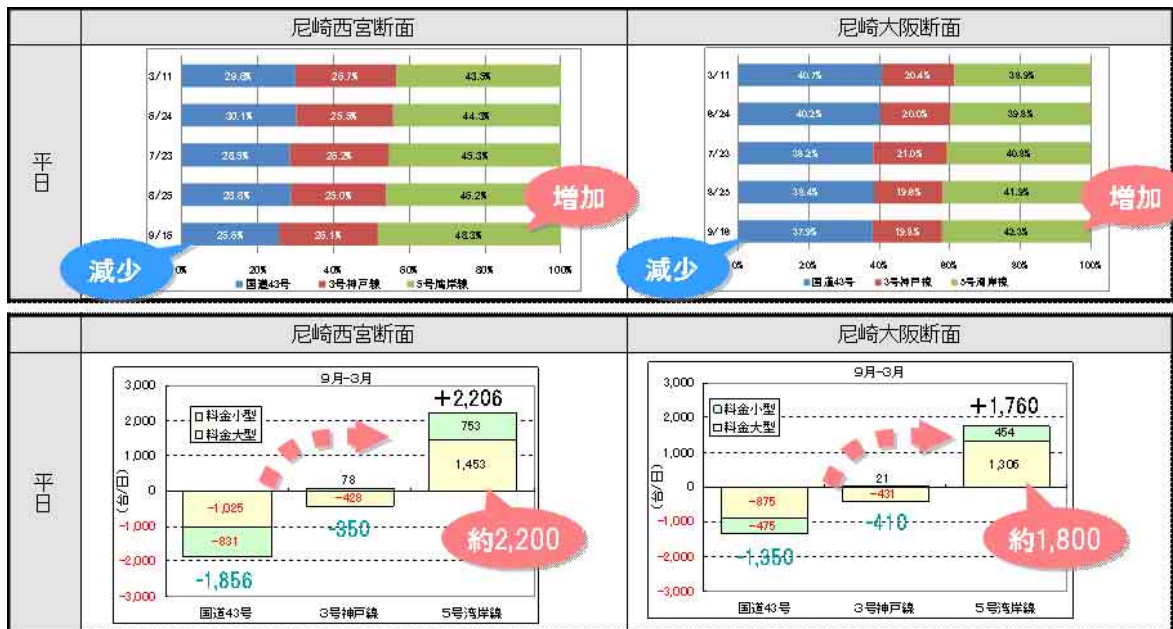 尼崎西宮断面
尼崎大阪断面
平日
3/11 29.6% 26.7% 43.9%
6/24 30.1% 25.9% 44.3%
7/23 28.5% 26.2% 45.3%
8/25 28.8% 25.0% 46.2%
9/16 25.6% 26.1% 48.3%
0% 20% 40% 60% 80% 100%
国道43号 3号神戸線 5号湾岸線
減少
増加
3/11 40.7% 20.4% 38.9%
6/24 40.2% 20.0% 39.8%
7/23 38.2% 21.0% 40.8%
8/25 38.4% 19.8% 41.9%
9/16 37.9% 19.8% 42.3%
0% 20% 40% 60% 80% 100%
国道43号 3号神戸線 5号湾岸線
減少
増加
尼崎西宮断面
尼崎大阪断面
平日
9月-3月
(台/日)
3,000
2,000
1,000
0
-1,000
-2,000
-3,000
料金小型
料金大型
-1,025
-831
-1,856
78
-428
-350
+2,206
753
1,453
約2,200
国道43号 3号神戸線 5号湾岸線
9月-3月
(台/日)
3,000
2,000
1,000
0
-1,000
-2,000
-3,000
料金小型
料金大型
-875
-475
-1,350
21
-431
-410
+1,760
454
1,306
約1,800
国道43号 3号神戸線 5号湾岸線